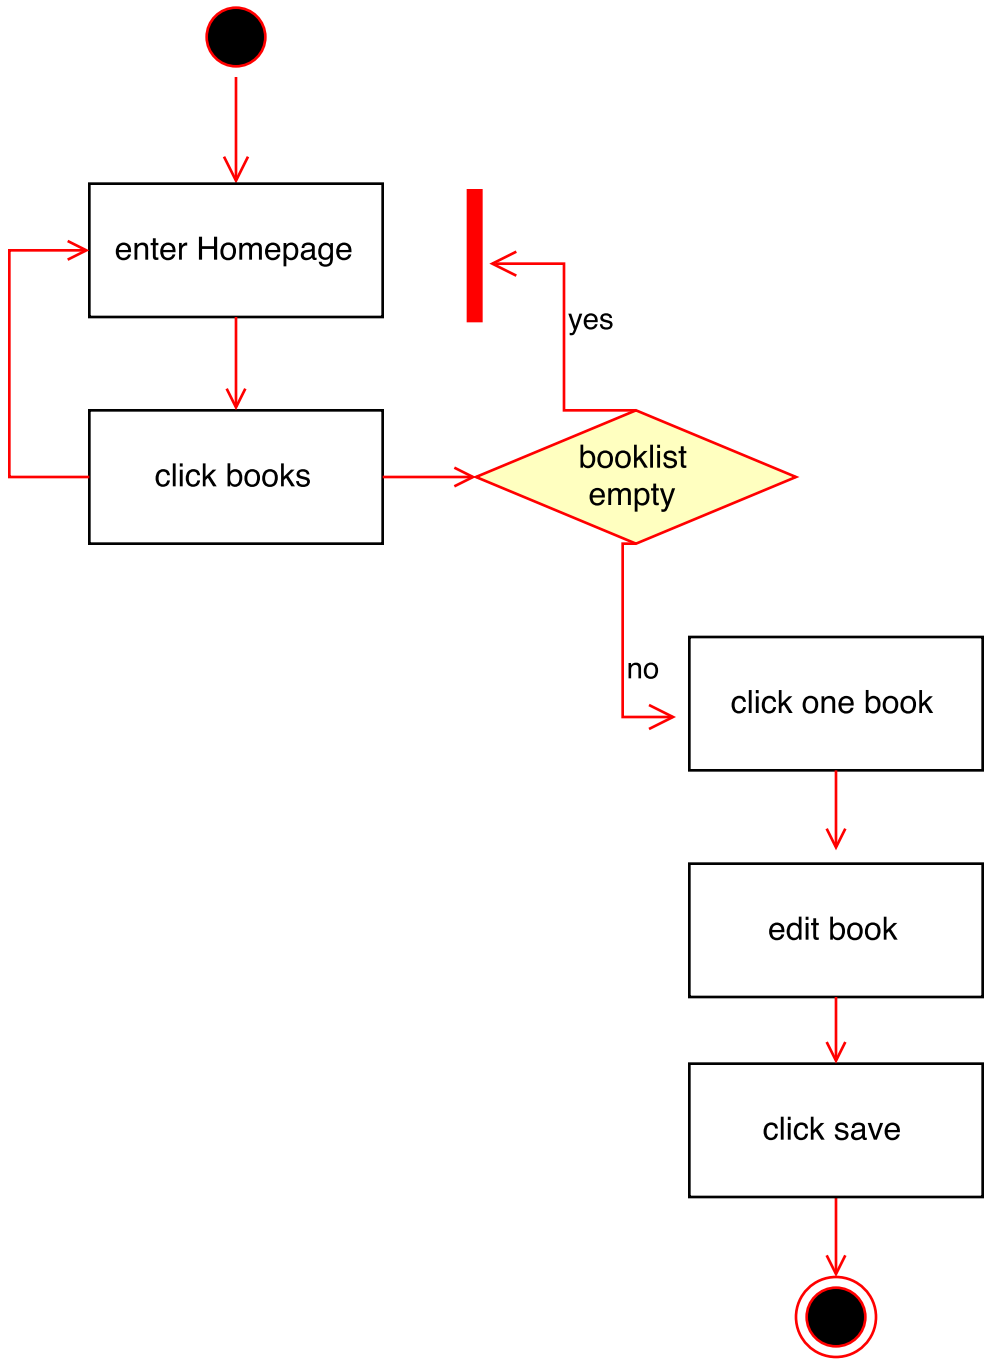 enter Homepage
yes
click books
booklist
empty
no
click one book
edit book
click save